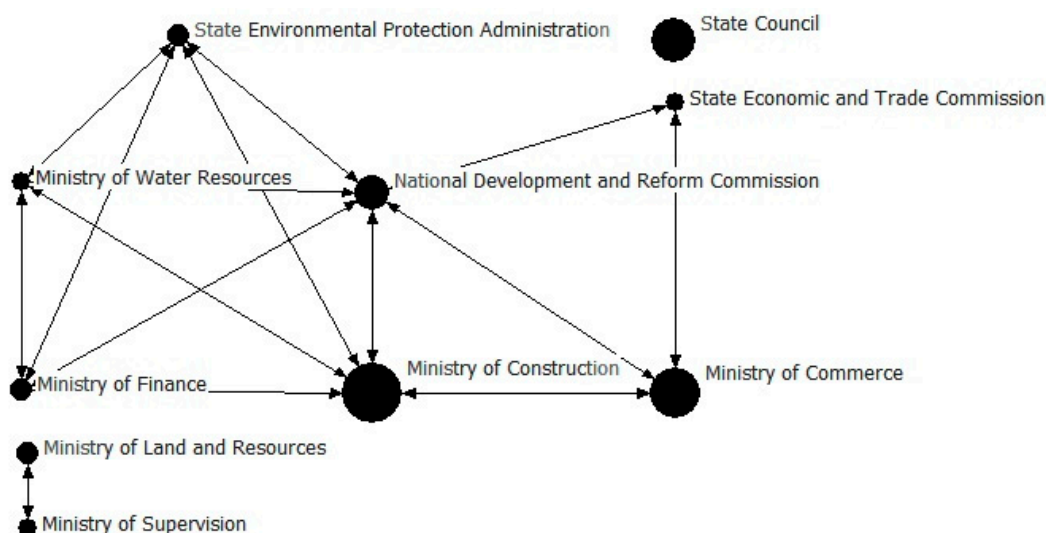 State Environmental Protection Administration
State Council
State Economic and Trade Commission
Ministry of Water Resources
National Development and Reform Commission
Ministry of Finance
Ministry of Construction
Ministry of Commerce
Ministry of Land and Resources
Ministry of Supervision